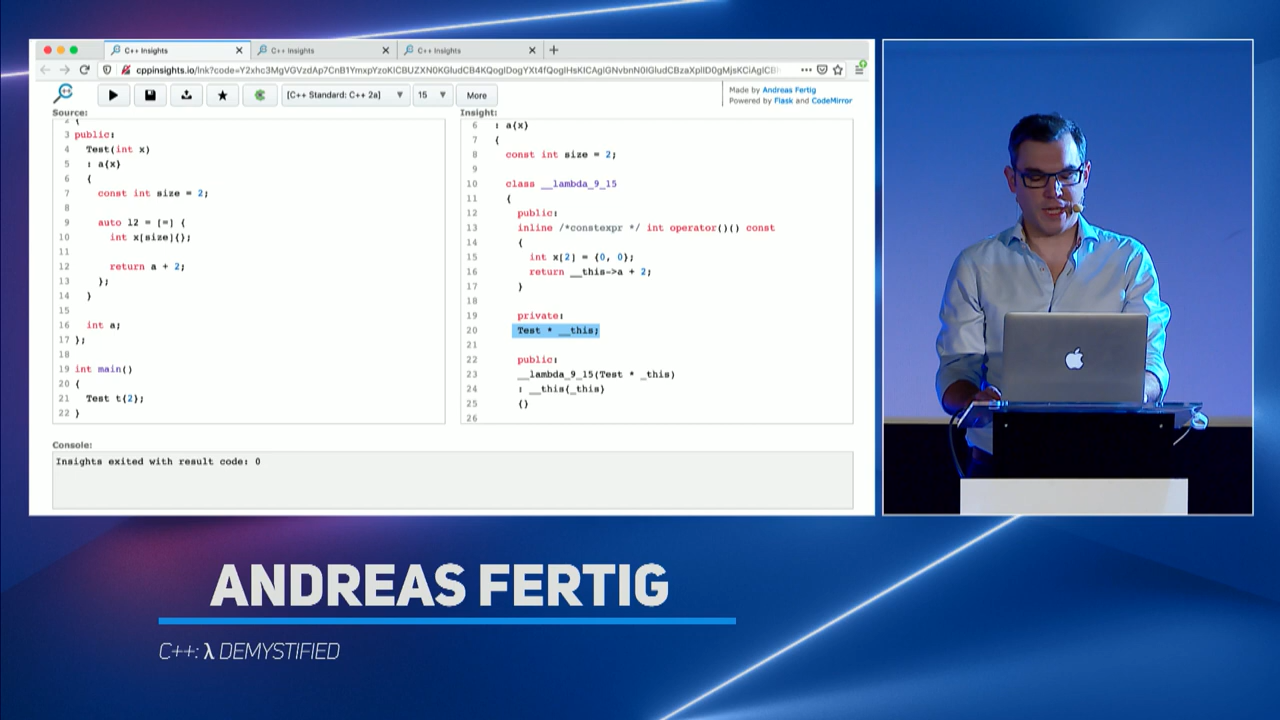 C++ Insights
C++ Insights
C++ Insights
[C++ Standard: C++ 2a]
15
More
Made by Andreas Fertig
Powered by Flask and CodeMirror
Source:
2 {
3 public:
4 Test(int x)
5 : a{x}
6 {
7 const int size = 2;
8
9 auto l2 = [=] {
10 int x[size]{};
11
12 return a + 2;
13 };
14 }
15
16 int a;
17 };
18
19 int main()
20 {
21 Test t{2};
22 }
Insight:
6 : a{x}
7 {
8 const int size = 2;
9
10 class __lambda_9_15
11 {
12 public:
13 inline /*constexpr */ int operator()() const
14 {
15 int x[2] = {0, 0};
16 return __this->a + 2;
17 }
18
19 private:
20 Test * __this;
21
22 public:
23 __lambda_9_15(Test * _this)
24 : __this{_this}
25 {}
26
Console:
Insights exited with result code: 0
ANDREAS FERTIG
C++: λ DEMYSTIFIED